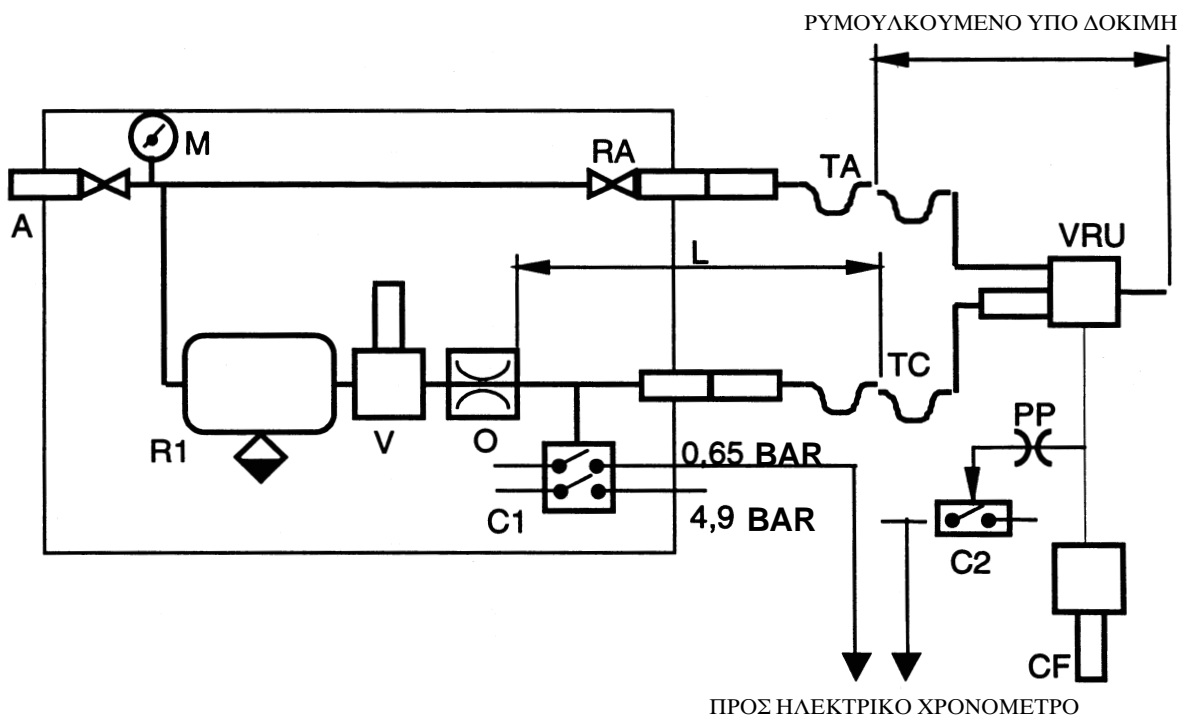 ΡΥΜΟΥΛΚΟΥΜΕΝΟ ΥΠΟ ΔΟΚΙΜΗ
M
RA
TA
A
VRU
L
TC
R1
V
O
PP
0,65 BAR
C1
4,9 BAR
C2
CF
ΠΡΟΣ ΗΛΕΚΤΡΙΚΟ ΧΡΟΝΟΜΕΤΡΟ